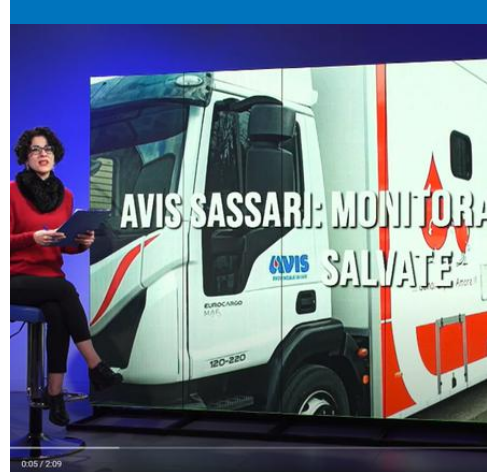 AVIS SASSARI: MONITORA
SALVATE
AVIS
EUROCARGO
120-220
0:05 / 2:09